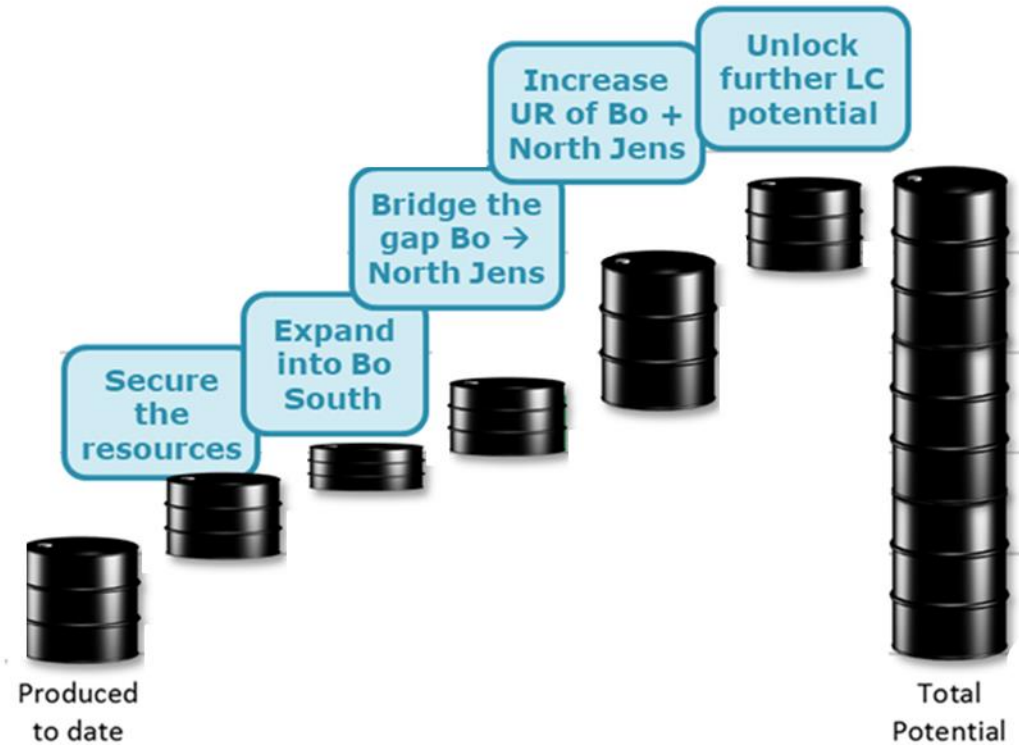 Unlock
further LC
potential
Increase
UR of Bo +
North Jens
Bridge the
gap Bo →
North Jens
Expand
into Bo
South
Secure
the
resources
Produced
to date
Total
Potential